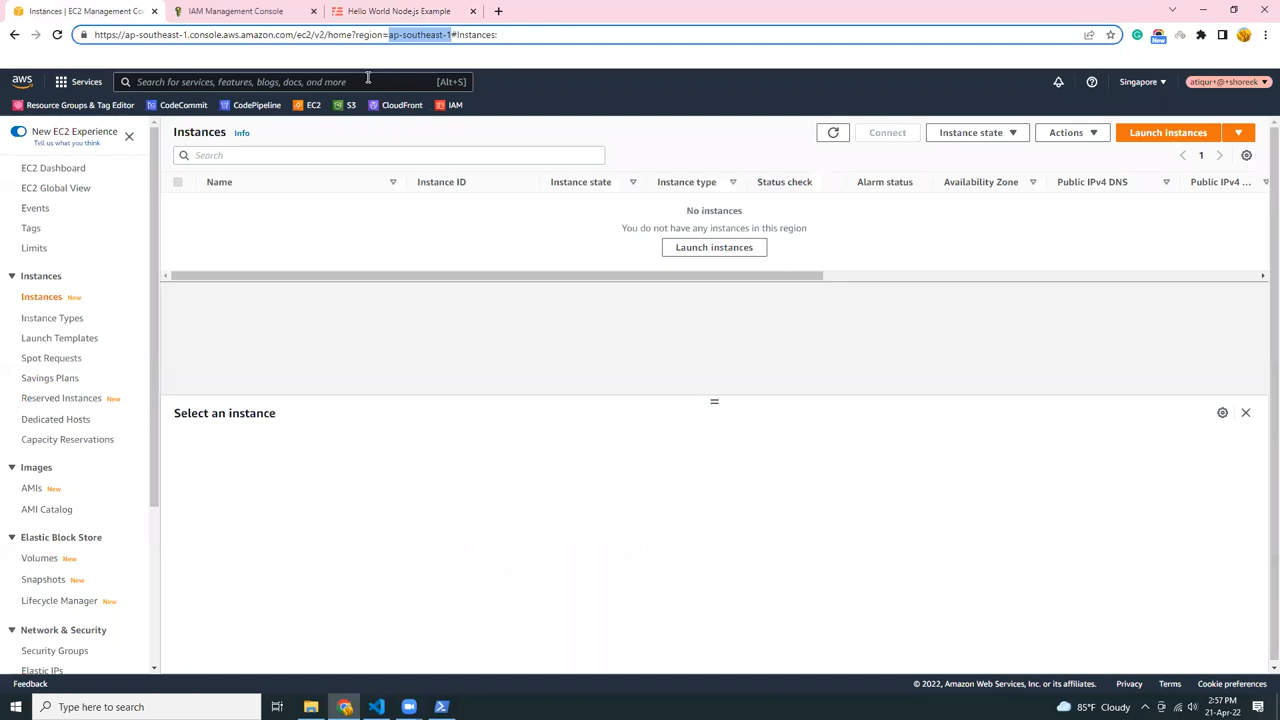 Instances | EC2 Management Con
IAM Management Console
Hello World Node.js Example
https://ap-southeast-1.console.aws.amazon.com/ec2/v2/home?region=ap-southeast-1#Instances:
New
aws
Services
Search for services, features, blogs, docs, and more
[Alt+S]
Singapore
atiqur+@+shoreek
Resource Groups & Tag Editor
CodeCommit
CodePipeline
EC2
S3
CloudFront
IAM
New EC2 Experience
Tell us what you think
EC2 Dashboard
EC2 Global View
Events
Tags
Limits
Instances
Instances New
Instance Types
Launch Templates
Spot Requests
Savings Plans
Reserved Instances New
Dedicated Hosts
Capacity Reservations
Images
AMIs New
AMI Catalog
Elastic Block Store
Volumes New
Snapshots New
Lifecycle Manager New
Network & Security
Security Groups
Elastic IPs
Instances Info
Connect
Instance state
Actions
Launch instances
Search
1
Name
Instance ID
Instance state
Instance type
Status check
Alarm status
Availability Zone
Public IPv4 DNS
Public IPv4 ...
No instances
You do not have any instances in this region
Launch instances
Select an instance
Feedback
© 2022, Amazon Web Services, Inc. or its affiliates.
Privacy
Terms
Cookie preferences
Type here to search
85°F Cloudy
2:57 PM
21-Apr-22